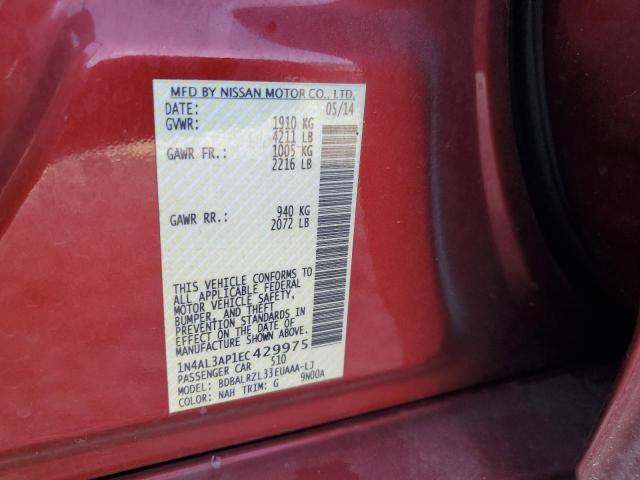 MFD BY NISSAN MOTOR CO., LTD.
DATE: 05/14
GVWR: 1910 KG
4211 LB
GAWR FR.: 1005 KG
2216 LB
GAWR RR.: 940 KG
2072 LB
THIS VEHICLE CONFORMS TO
ALL APPLICABLE FEDERAL
MOTOR VEHICLE SAFETY,
BUMPER, AND THEFT
PREVENTION STANDARDS IN
EFFECT ON THE DATE OF
MANUFACTURE SHOWN ABOVE.
1N4AL3AP1EC429975
PASSENGER CAR 510
MODEL: BDBALRZL33EUAAA-LJ
COLOR: NAH TRIM: G 9N00A